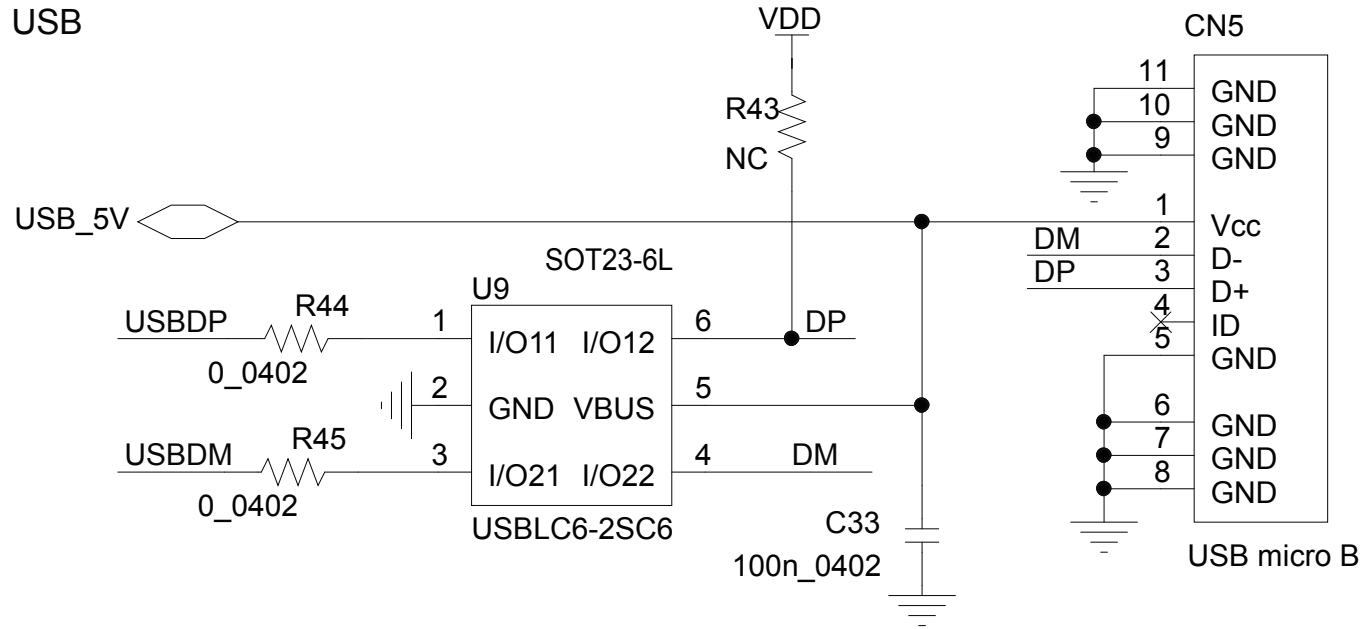 USB
VDD
CN5
R43
NC
11 GND
10 GND
9 GND
USB_5V
1 Vcc
DM 2 D-
DP 3 D+
4 ID
5 GND
6 GND
7 GND
8 GND
USB micro B
SOT23-6L
U9
USBDP R44 1 I/O11 I/O12 6 DP
0_0402
2 GND VBUS 5
USBDM R45 3 I/O21 I/O22 4 DM
0_0402
USBLC6-2SC6
C33
100n_0402